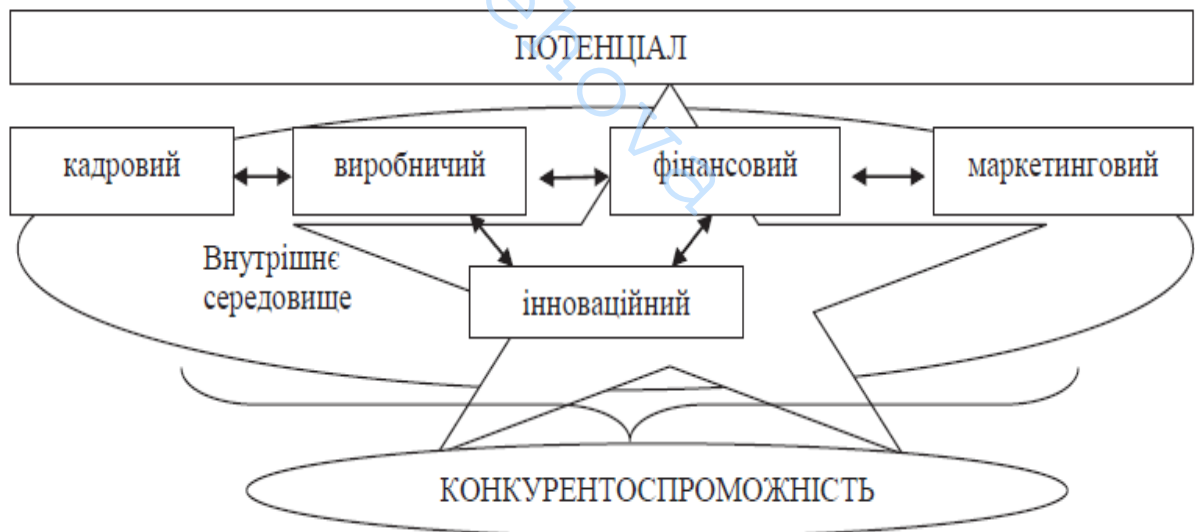 ПОТЕНЦІАЛ
кадровий
виробничий
фінансовий
маркетинговий
Внутрішнє
середовище
інноваційний
КОНКУРЕНТОСПРОМОЖНІСТЬ